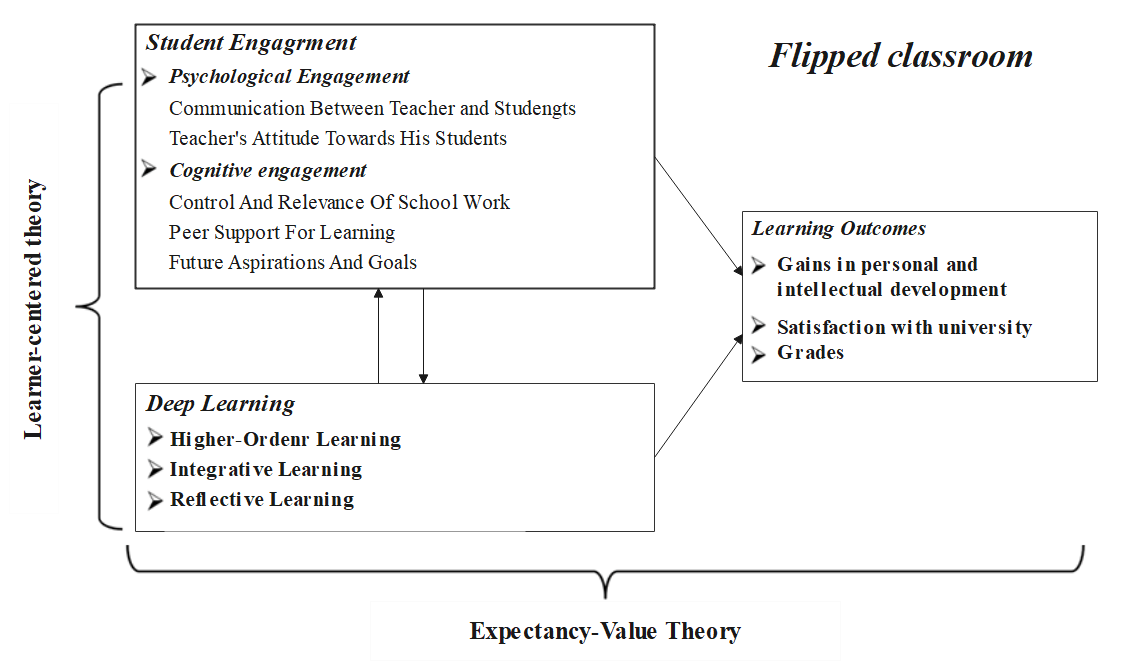 Flipped classroom
Student Engagrment
Psychological Engagement
Communication Between Teacher and Studengts
Teacher's Attitude Towards His Students
Cognitive engagement
Control And Relevance Of School Work
Peer Support For Learning
Future Aspirations And Goals
Learner-centered theory
Learning Outcomes
Gains in personal and
intellectual development
Satisfaction with university
Grades
Deep Learning
Higher-Ordenr Learning
Integrative Learning
Reflective Learning
Expectancy-Value Theory